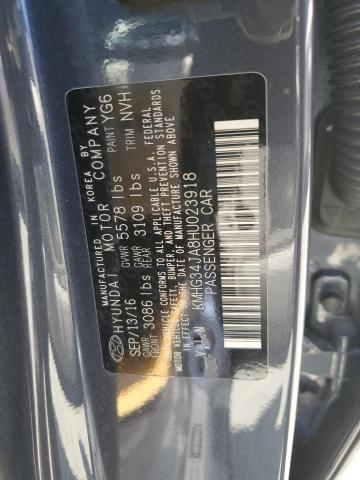 MANUFACTURED IN KOREA BY
HYUNDAI MOTOR COMPANY
SEP/13/16 GVWR 5578 lbs PAINT YG6
GAWR FRONT 3086 lbs GAWR REAR 3109 lbs TRIM NVH
THIS VEHICLE CONFORMS TO ALL APPLICABLE U.S.A. FEDERAL
MOTOR VEHICLE SAFETY, BUMPER, AND THEFT PREVENTION STANDARDS
IN EFFECT ON THE DATE OF MANUFACTURE SHOWN ABOVE.
V I N KMHG34JA8HU023918
PASSENGER CAR